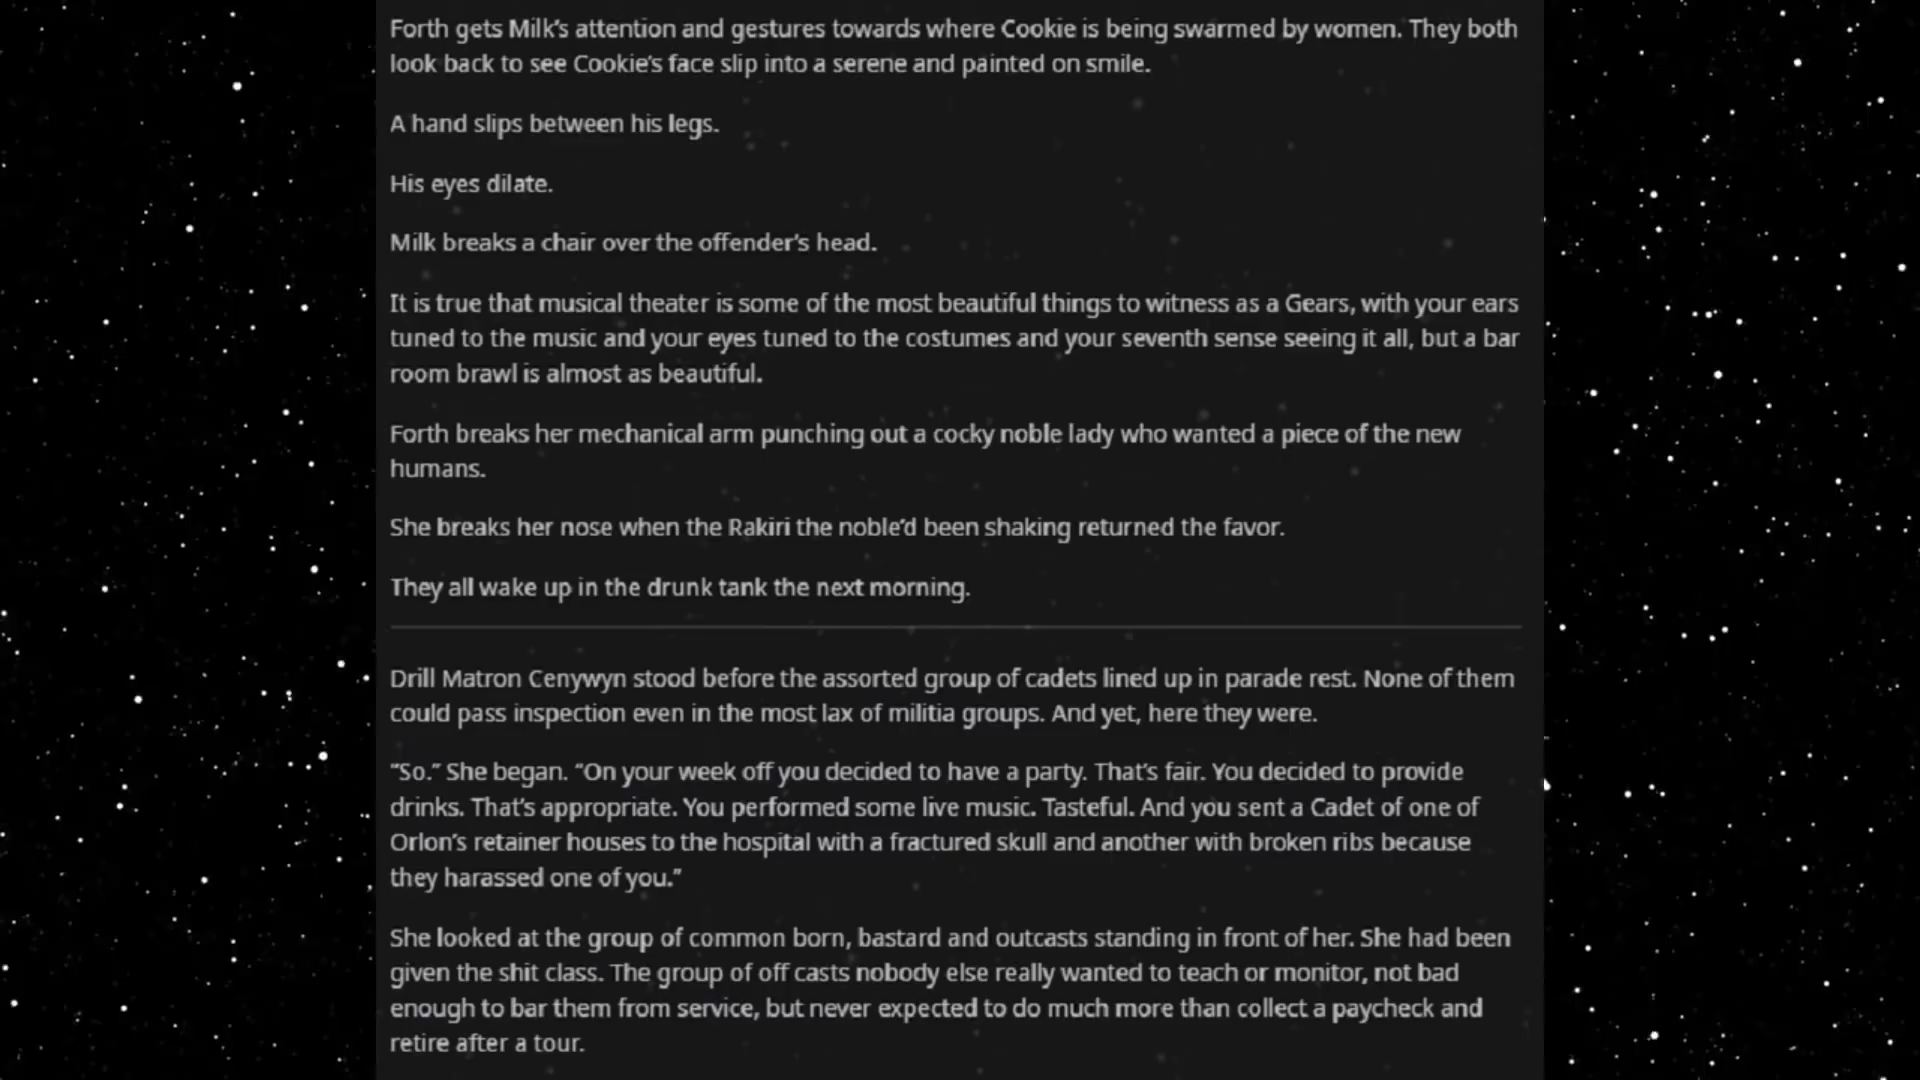 Forth gets Milk’s attention and gestures towards where Cookie is being swarmed by women. They both
look back to see Cookie’s face slip into a serene and painted on smile.
A hand slips between his legs.
His eyes dilate.
Milk breaks a chair over the offender’s head.
It is true that musical theater is some of the most beautiful things to witness as a Gears, with your ears
tuned to the music and your eyes tuned to the costumes and your seventh sense seeing it all, but a bar
room brawl is almost as beautiful.
Forth breaks her mechanical arm punching out a cocky noble lady who wanted a piece of the new
humans.
She breaks her nose when the Rakiri the noble’d been shaking returned the favor.
They all wake up in the drunk tank the next morning.
Drill Matron Cenywyn stood before the assorted group of cadets lined up in parade rest. None of them
could pass inspection even in the most lax of militia groups. And yet, here they were.
“So.” She began. “On your week off you decided to have a party. That’s fair. You decided to provide
drinks. That’s appropriate. You performed some live music. Tasteful. And you sent a Cadet of one of
Orlon’s retainer houses to the hospital with a fractured skull and another with broken ribs because
they harassed one of you.”
She looked at the group of common born, bastard and outcasts standing in front of her. She had been
given the shit class. The group of off casts nobody else really wanted to teach or monitor, not bad
enough to bar them from service, but never expected to do much more than collect a paycheck and
retire after a tour.